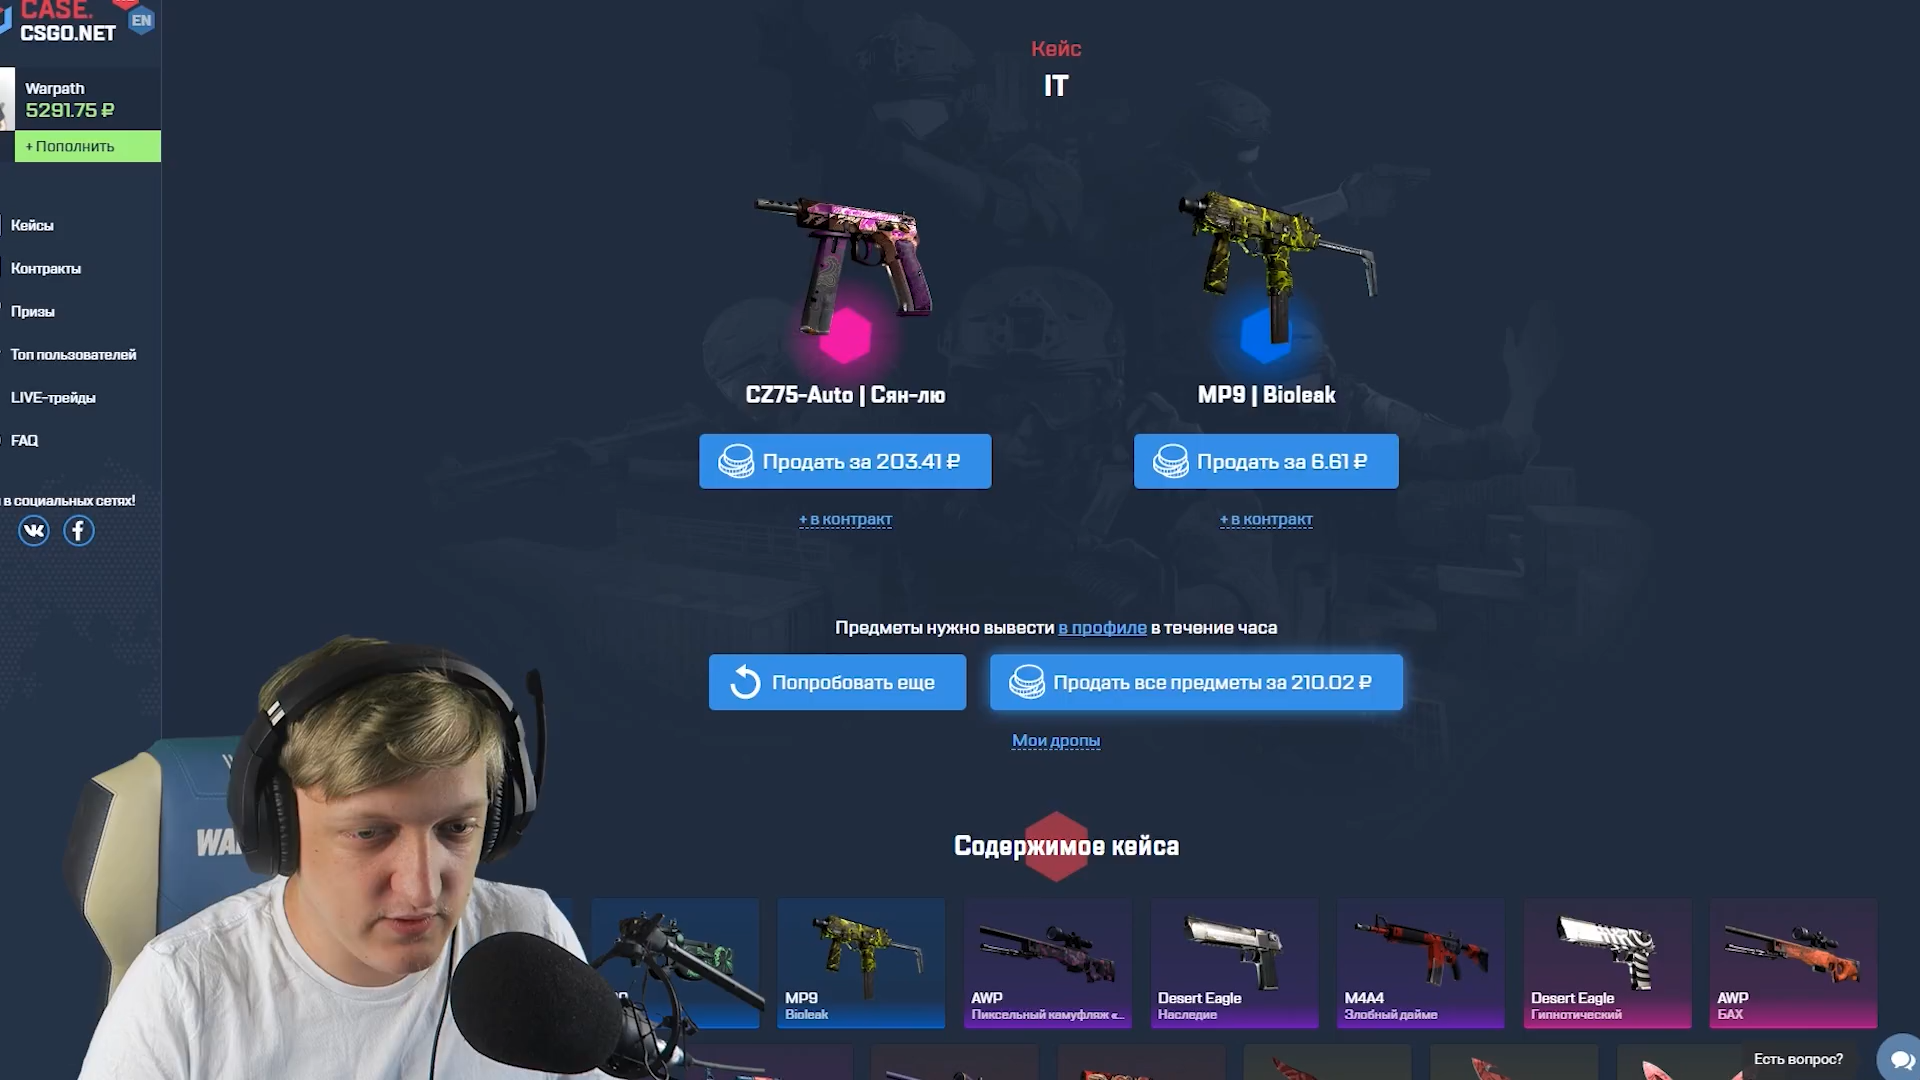 CASE.
CSGO.NET
EN
Warpath
5291.75 ₽
+ Пополнить
Кейсы
Контракты
Призы
Топ пользователей
LIVE-трейды
FAQ
в социальных сетях!
Кейс
IT
CZ75-Auto | Сян-лю
MP9 | Bioleak
Продать за 203.41 ₽
Продать за 6.61 ₽
+ в контракт
+ в контракт
Предметы нужно вывести в профиле в течение часа
Попробовать еще
Продать все предметы за 210.02 ₽
Мои дропы
Содержимое кейса
MP9
Bioleak
AWP
Пиксельный камуфляж «...
Desert Eagle
Наследие
M4A4
Злобный дайме
Desert Eagle
Гипнотический
AWP
БАХ
Есть вопрос?